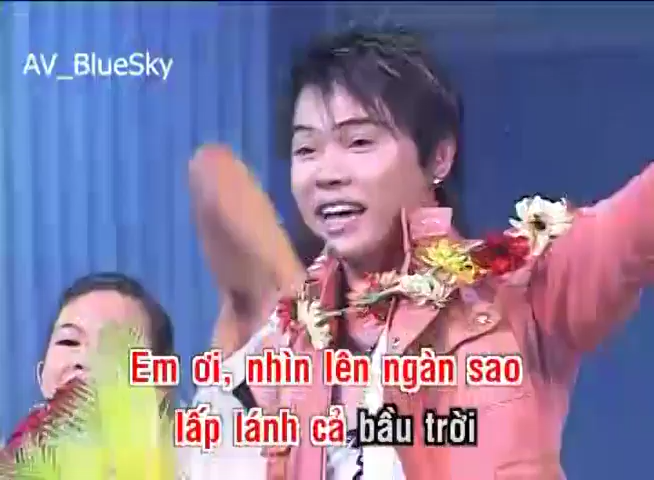 AV_BlueSky
Em ơi, nhìn lên ngàn sao
lấp lánh cả bầu trời